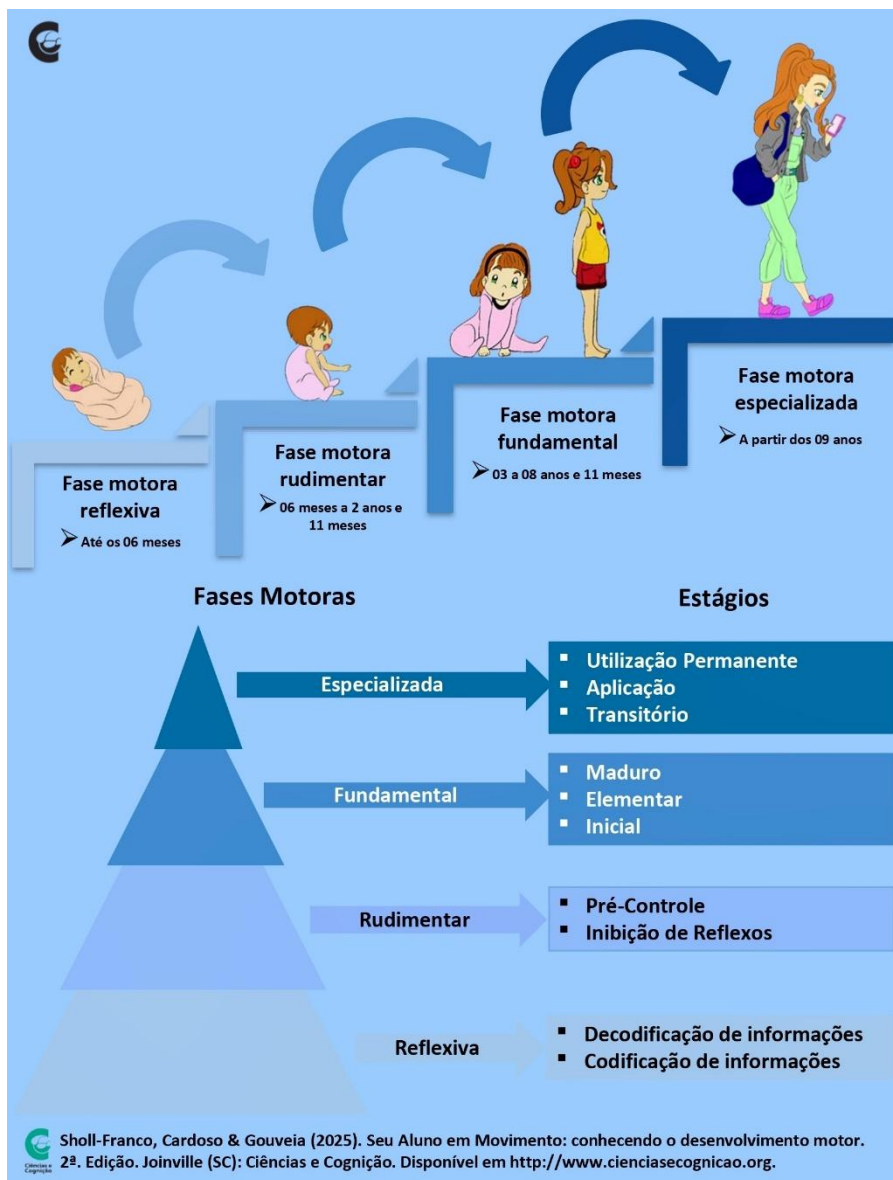 Fase motora
reflexiva
➢ Até os 06 meses
Fase motora
rudimentar
➢ 06 meses a 2 anos e
11 meses
Fase motora
fundamental
➢ 03 a 08 anos e 11 meses
Fase motora
especializada
➢ A partir dos 09 anos
Fases Motoras
Estágios
Especializada
▪ Utilização Permanente
▪ Aplicação
▪ Transitório
Fundamental
▪ Maduro
▪ Elementar
▪ Inicial
Rudimentar
▪ Pré-Controle
▪ Inibição de Reflexos
Reflexiva
▪ Decodificação de informações
▪ Codificação de informações
Ciências e
Cognição
Sholl-Franco, Cardoso & Gouveia (2025). Seu Aluno em Movimento: conhecendo o desenvolvimento motor.
2ª. Edição. Joinville (SC): Ciências e Cognição. Disponível em http://www.cienciasecognicao.org.